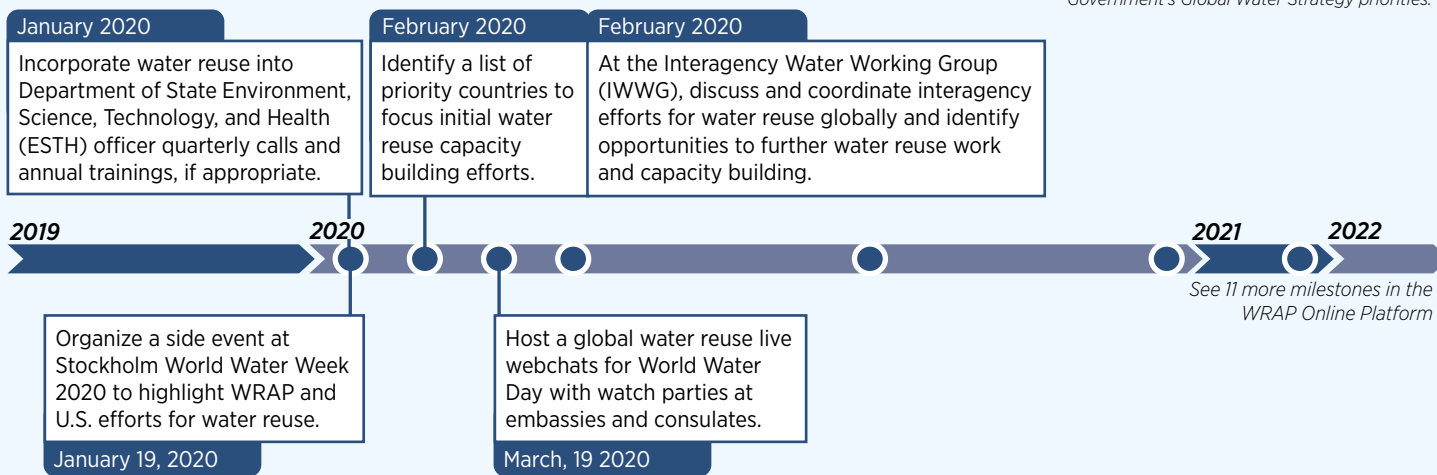 Government's Global Water Strategy priorities.
January 2020
Incorporate water reuse into
Department of State Environment,
Science, Technology, and Health
(ESTH) officer quarterly calls and
annual trainings, if appropriate.
February 2020
Identify a list of
priority countries to
focus initial water
reuse capacity
building efforts.
February 2020
At the Interagency Water Working Group
(IWWG), discuss and coordinate interagency
efforts for water reuse globally and identify
opportunities to further water reuse work
and capacity building.
2019
2020
2021
2022
See 11 more milestones in the
WRAP Online Platform
Organize a side event at
Stockholm World Water Week
2020 to highlight WRAP and
U.S. efforts for water reuse.
January 19, 2020
Host a global water reuse live
webchats for World Water
Day with watch parties at
embassies and consulates.
March, 19 2020